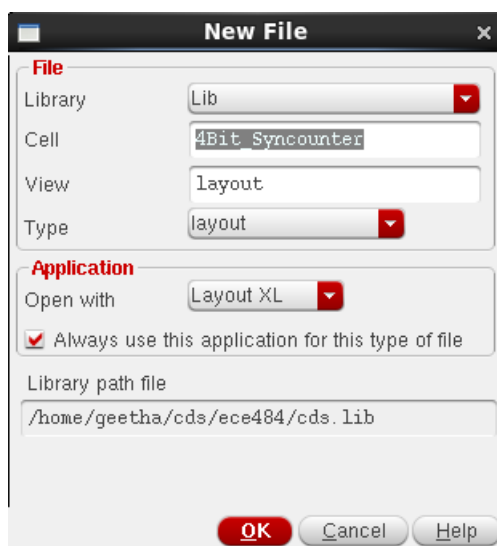 New File
File
Library Lib
Cell 4Bit_Syncounter
View layout
Type layout
Application
Open with Layout XL
Always use this application for this type of file
Library path file
/home/geetha/cds/ece484/cds.lib
OK Cancel Help